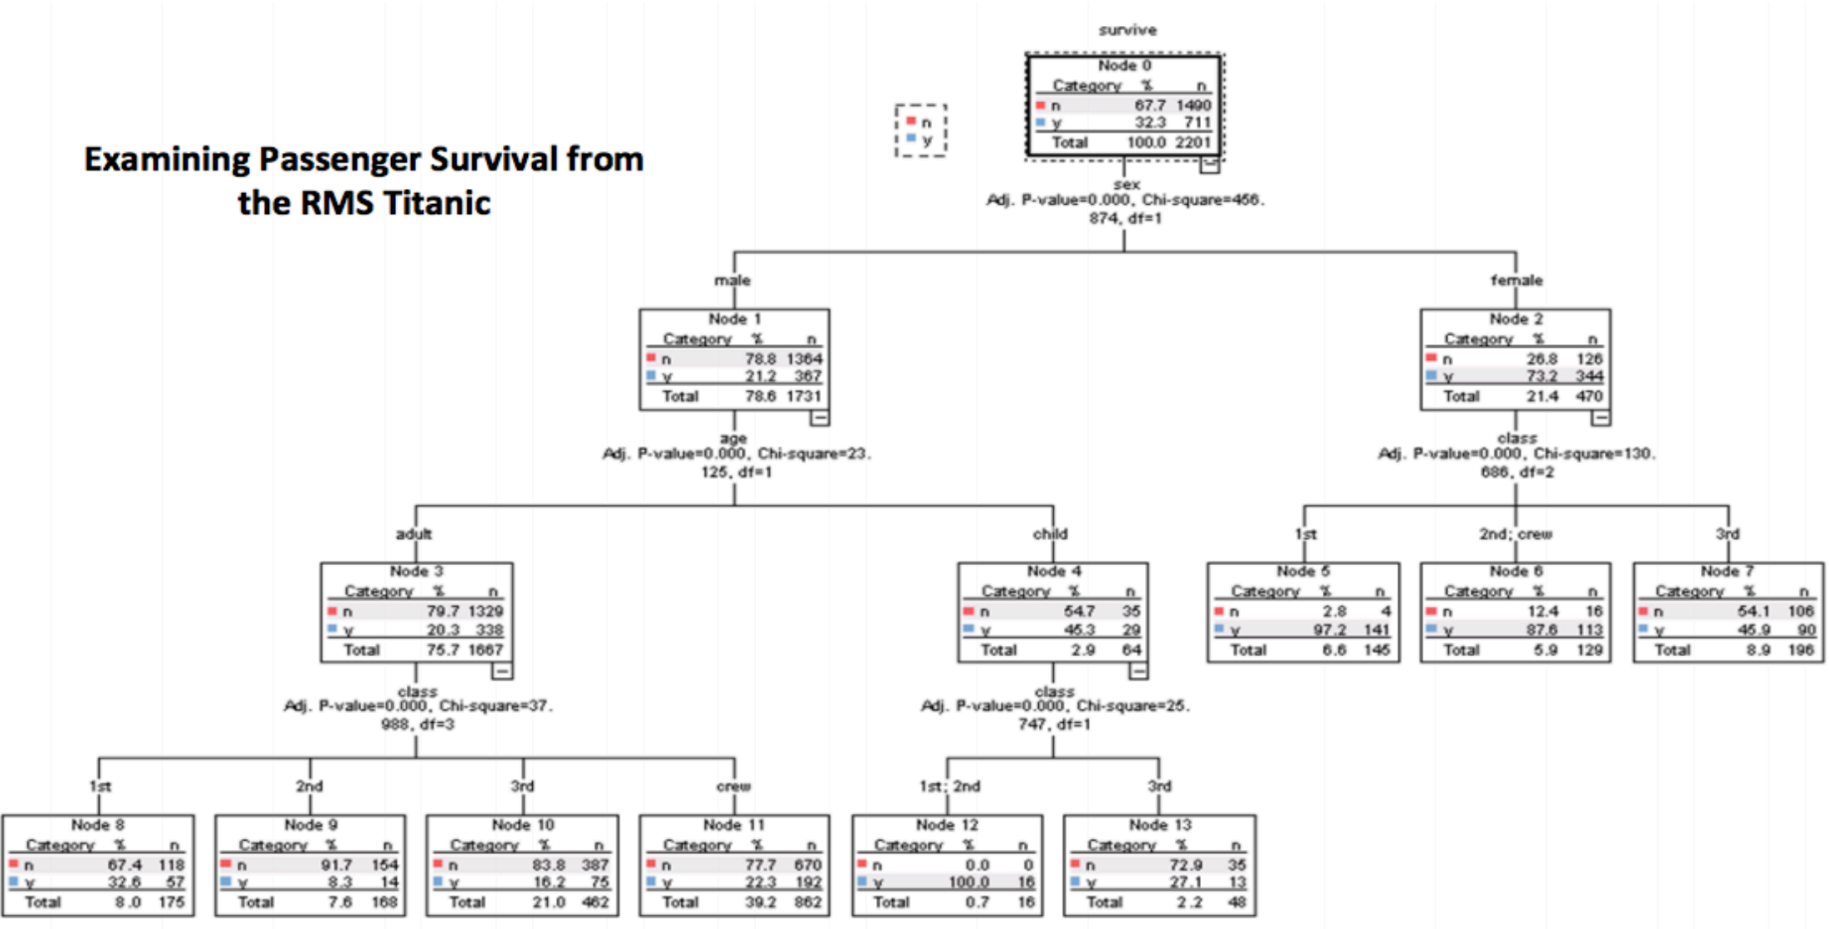 survive
Node 0
Category % n
n 67.7 1490
y 32.3 711
Total 100.0 2201
n
y
Examining Passenger Survival from
the RMS Titanic
sex
Adj. P-value=0.000, Chi-square=456.
874, df=1
male
female
Node 1
Category % n
n 78.8 1364
y 21.2 367
Total 78.6 1731
Node 2
Category % n
n 26.8 126
y 73.2 344
Total 21.4 470
age
Adj. P-value=0.000, Chi-square=23.
125, df=1
class
Adj. P-value=0.000, Chi-square=130.
686, df=2
adult
child
1st
2nd; crew
3rd
Node 3
Category % n
n 79.7 1329
y 20.3 338
Total 75.7 1667
Node 4
Category % n
n 54.7 35
y 45.3 29
Total 2.9 64
Node 5
Category % n
n 2.8 4
y 97.2 141
Total 6.6 145
Node 6
Category % n
n 12.4 16
y 87.6 113
Total 5.9 129
Node 7
Category % n
n 54.1 106
y 45.9 90
Total 8.9 196
class
Adj. P-value=0.000, Chi-square=37.
988, df=3
class
Adj. P-value=0.000, Chi-square=25.
747, df=1
1st
2nd
3rd
crew
1st; 2nd
3rd
Node 8
Category % n
n 67.4 118
y 32.6 57
Total 8.0 175
Node 9
Category % n
n 91.7 154
y 8.3 14
Total 7.6 168
Node 10
Category % n
n 83.8 387
y 16.2 75
Total 21.0 462
Node 11
Category % n
n 77.7 670
y 22.3 192
Total 39.2 862
Node 12
Category % n
n 0.0 0
y 100.0 16
Total 0.7 16
Node 13
Category % n
n 72.9 35
y 27.1 13
Total 2.2 48